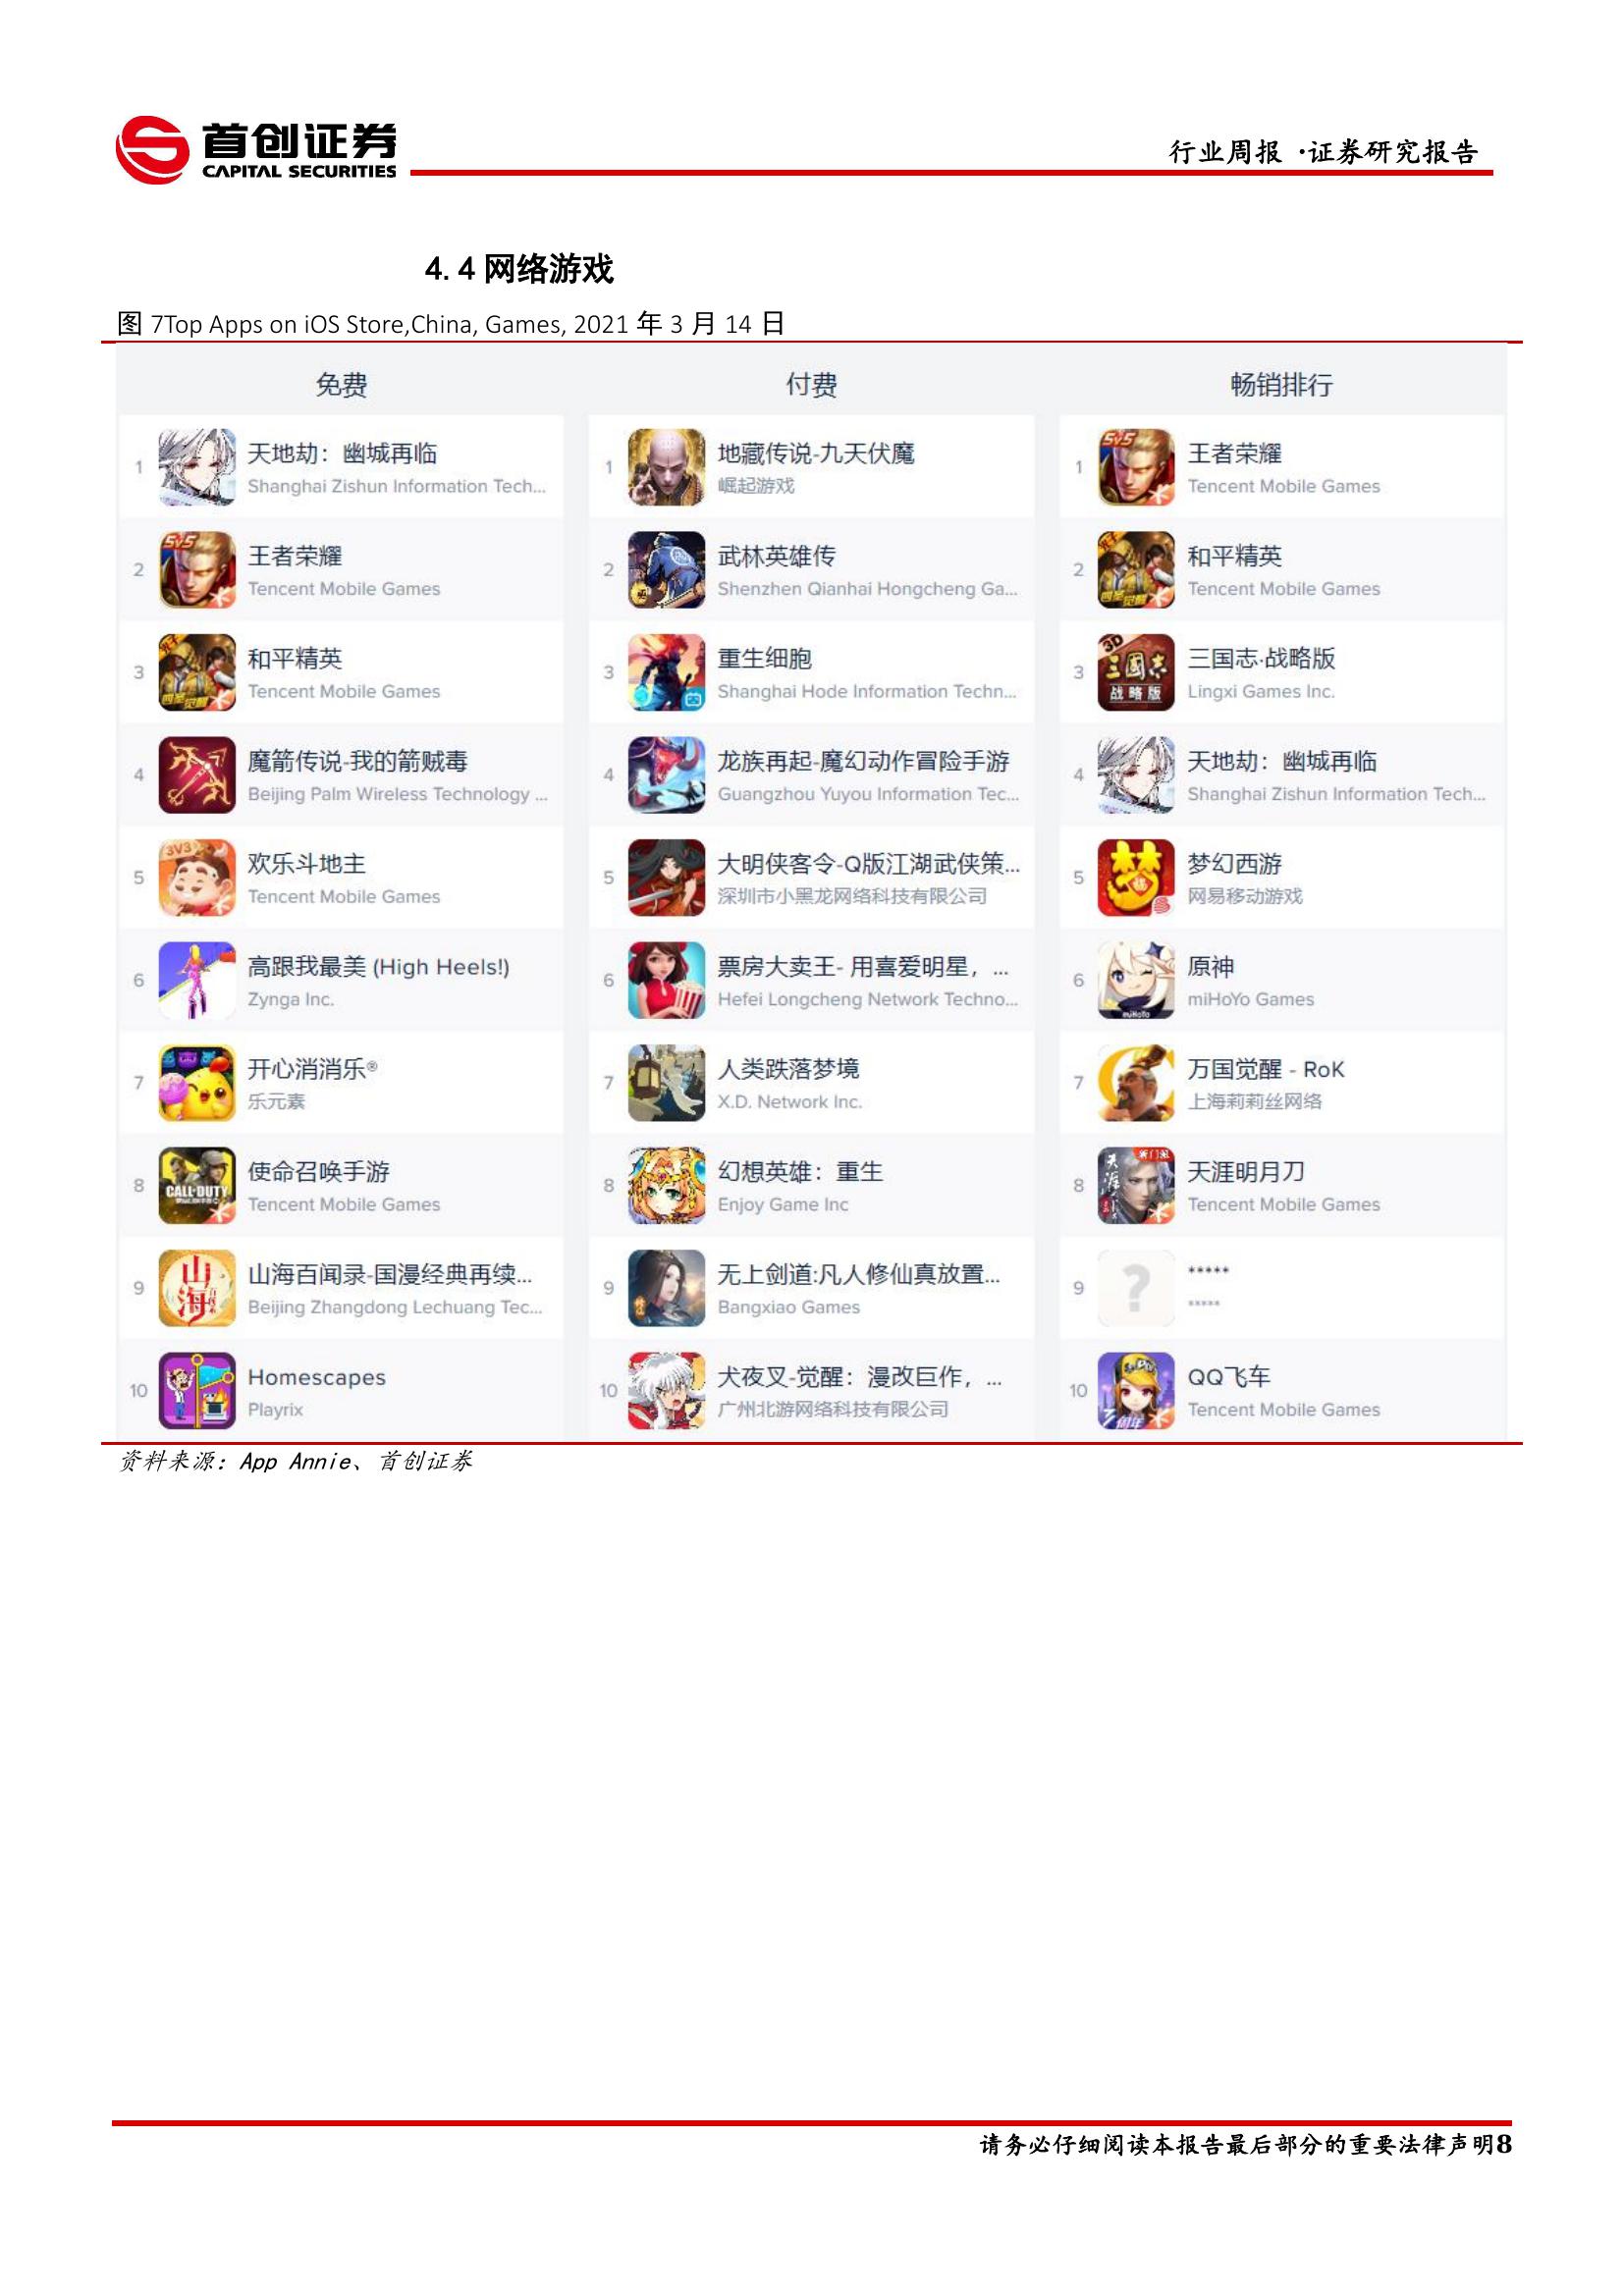 首创证券
CAPITAL SECURITIES
行业周报 ·证券研究报告
4.4 网络游戏
图 7Top Apps on iOS Store,China, Games, 2021 年 3 月 14 日
免费
1
天地劫：幽城再临
Shanghai Zishun Information Tech...
2
5v5
王者荣耀
Tencent Mobile Games
3
和平精英
Tencent Mobile Games
4
魔箭传说-我的箭贼毒
Beijing Palm Wireless Technology ...
5
3V3
欢乐斗地主
Tencent Mobile Games
6
高跟我最美 (High Heels!)
Zynga Inc.
7
开心消消乐®
乐元素
8
CALL·DUTY
使命召唤手游
Tencent Mobile Games
9
山海
山海百闻录-国漫经典再续...
Beijing Zhangdong Lechuang Tec...
10
Homescapes
Playrix
付费
1
地藏传说-九天伏魔
崛起游戏
2
武林英雄传
Shenzhen Qianhai Hongcheng Ga...
3
重生细胞
Shanghai Hode Information Techn...
4
龙族再起-魔幻动作冒险手游
Guangzhou Yuyou Information Tec...
5
大明侠客令-Q版江湖武侠策...
深圳市小黑龙网络科技有限公司
6
票房大卖王- 用喜爱明星，...
Hefei Longcheng Network Techno...
7
人类跌落梦境
X.D. Network Inc.
8
幻想英雄：重生
Enjoy Game Inc
9
无上剑道:凡人修仙真放置...
Bangxiao Games
10
犬夜叉-觉醒：漫改巨作，...
广州北游网络科技有限公司
畅销排行
1
5v5
王者荣耀
Tencent Mobile Games
2
和平精英
Tencent Mobile Games
3
3D
三國志
战略版
三国志·战略版
Lingxi Games Inc.
4
天地劫：幽城再临
Shanghai Zishun Information Tech...
5
梦
梦幻西游
网易移动游戏
6
miHoYo
原神
miHoYo Games
7
万国觉醒 - RoK
上海莉莉丝网络
8
天涯明月刀
Tencent Mobile Games
9
?
*****
*****
10
QQ飞车
Tencent Mobile Games
资料来源：App Annie、首创证券
请务必仔细阅读本报告最后部分的重要法律声明8